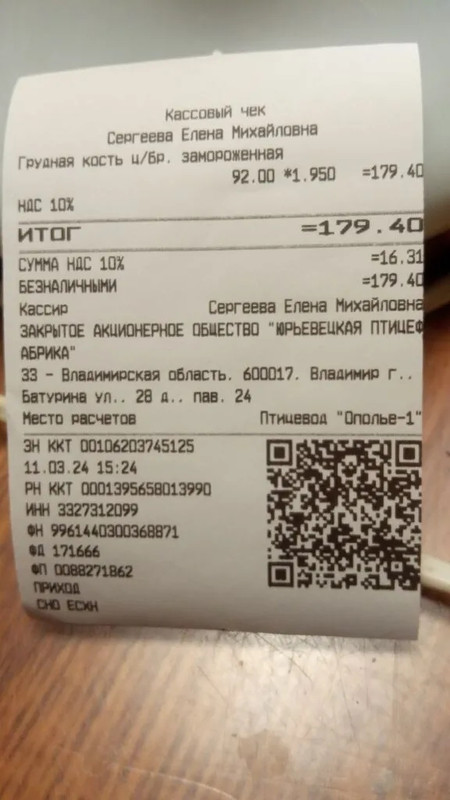 Кассовый чек
Сергеева Елена Михайловна
Грудная кость ц/бр. замороженная
92.00 *1.950 =179.40
НДС 10%
ИТОГ =179.40
СУММА НДС 10% =16.31
БЕЗНАЛИЧНЫМИ =179.40
Кассир Сергеева Елена Михайловна
ЗАКРЫТОЕ АКЦИОНЕРНОЕ ОБЩЕСТВО "ЮРЬЕВЕЦКАЯ ПТИЦЕФ
АБРИКА"
33 - Владимирская область. 600017. Владимир г..
Батурина ул.. 28 д.. пав. 24
Место расчетов Птицевод "Ополье-1"
ЗН ККТ 00106203745125
11.03.24 15:24
РН ККТ 0001395658013990
ИНН 3327312099
ФН 9961440300368871
ФД 171666
ФП 0088271862
ПРИХОД
СНО ЕСХН